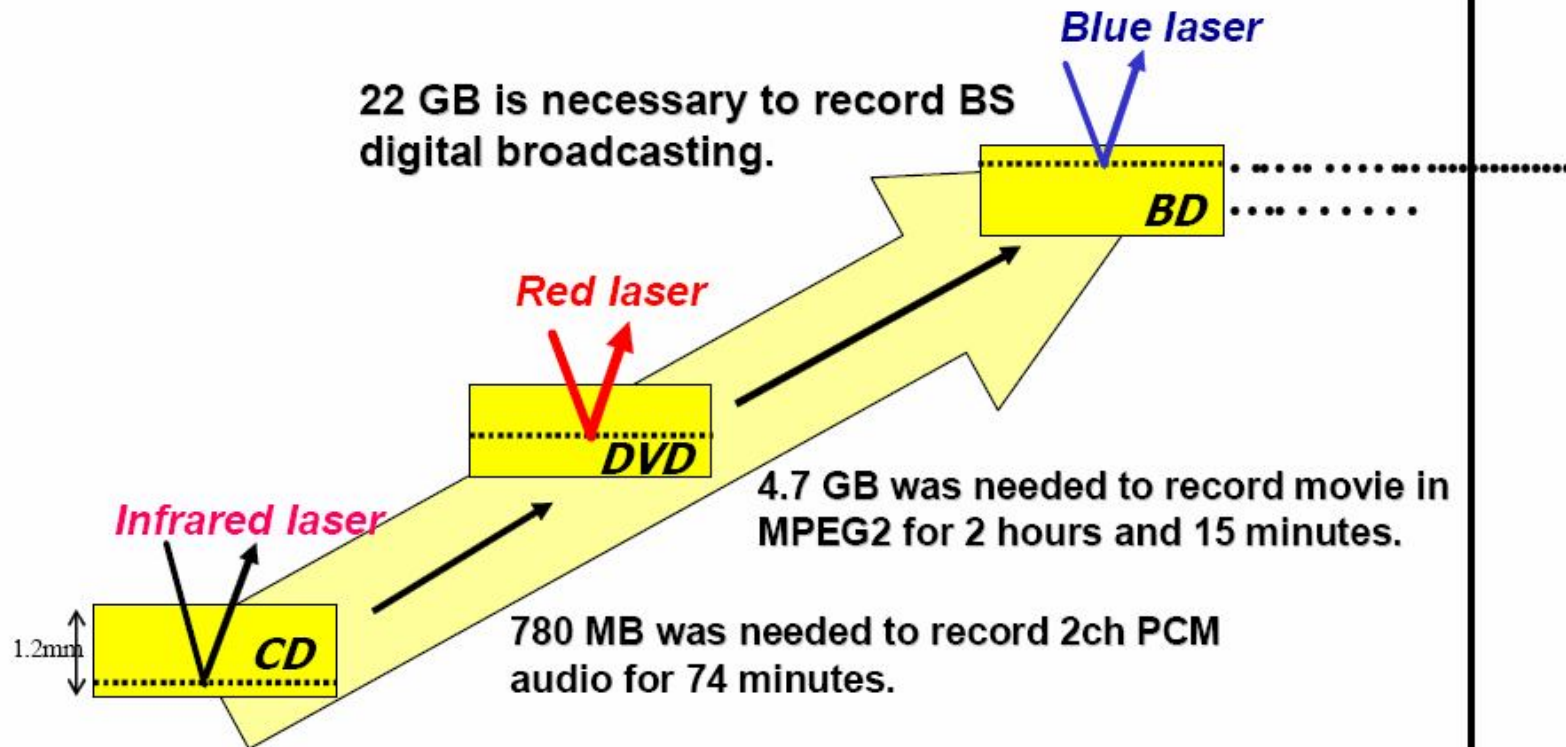 Blue laser
22 GB is necessary to record BS
digital broadcasting.
BD
Red laser
DVD
4.7 GB was needed to record movie in
MPEG2 for 2 hours and 15 minutes.
Infrared laser
1.2mm
CD
780 MB was needed to record 2ch PCM
audio for 74 minutes.